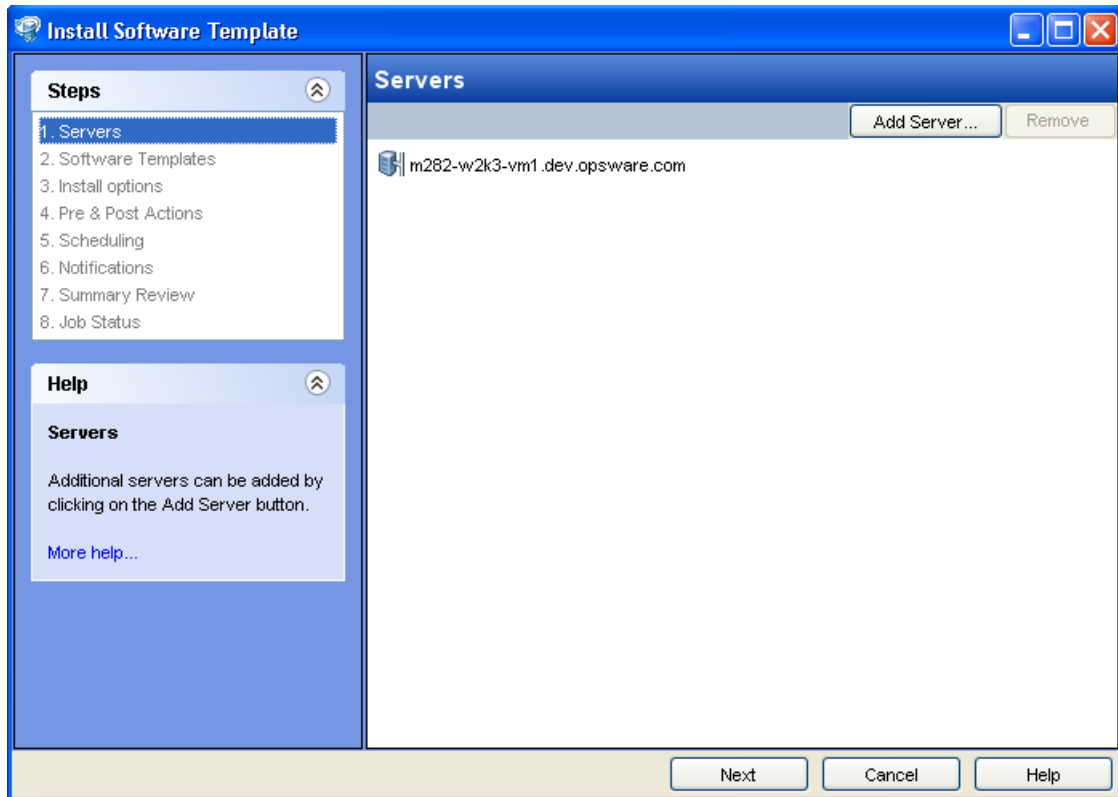 Install Software Template
Steps
1. Servers
2. Software Templates
3. Install options
4. Pre & Post Actions
5. Scheduling
6. Notifications
7. Summary Review
8. Job Status
Help
Servers
Additional servers can be added by
clicking on the Add Server button.
More help...
Servers
Add Server... Remove
m282-w2k3-vm1.dev.opsware.com
Next Cancel Help